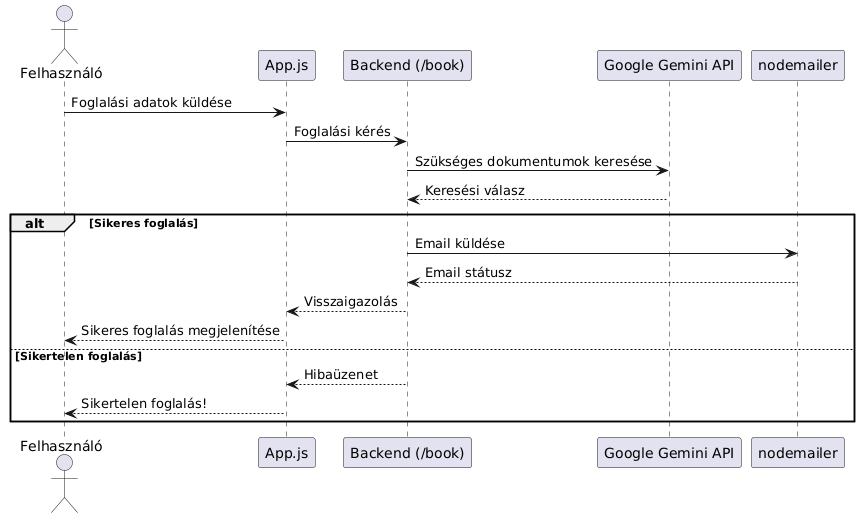 Felhasználó
App.js
Backend (/book)
Google Gemini API
nodemailer
Foglalási adatok küldése
Foglalási kérés
Szükséges dokumentumok keresése
Keresési válasz
alt
[Sikeres foglalás]
Email küldése
Email státusz
Visszaigazolás
Sikeres foglalás megjelenítése
[Sikertelen foglalás]
Hibaüzenet
Sikertelen foglalás!
Felhasználó
App.js
Backend (/book)
Google Gemini API
nodemailer